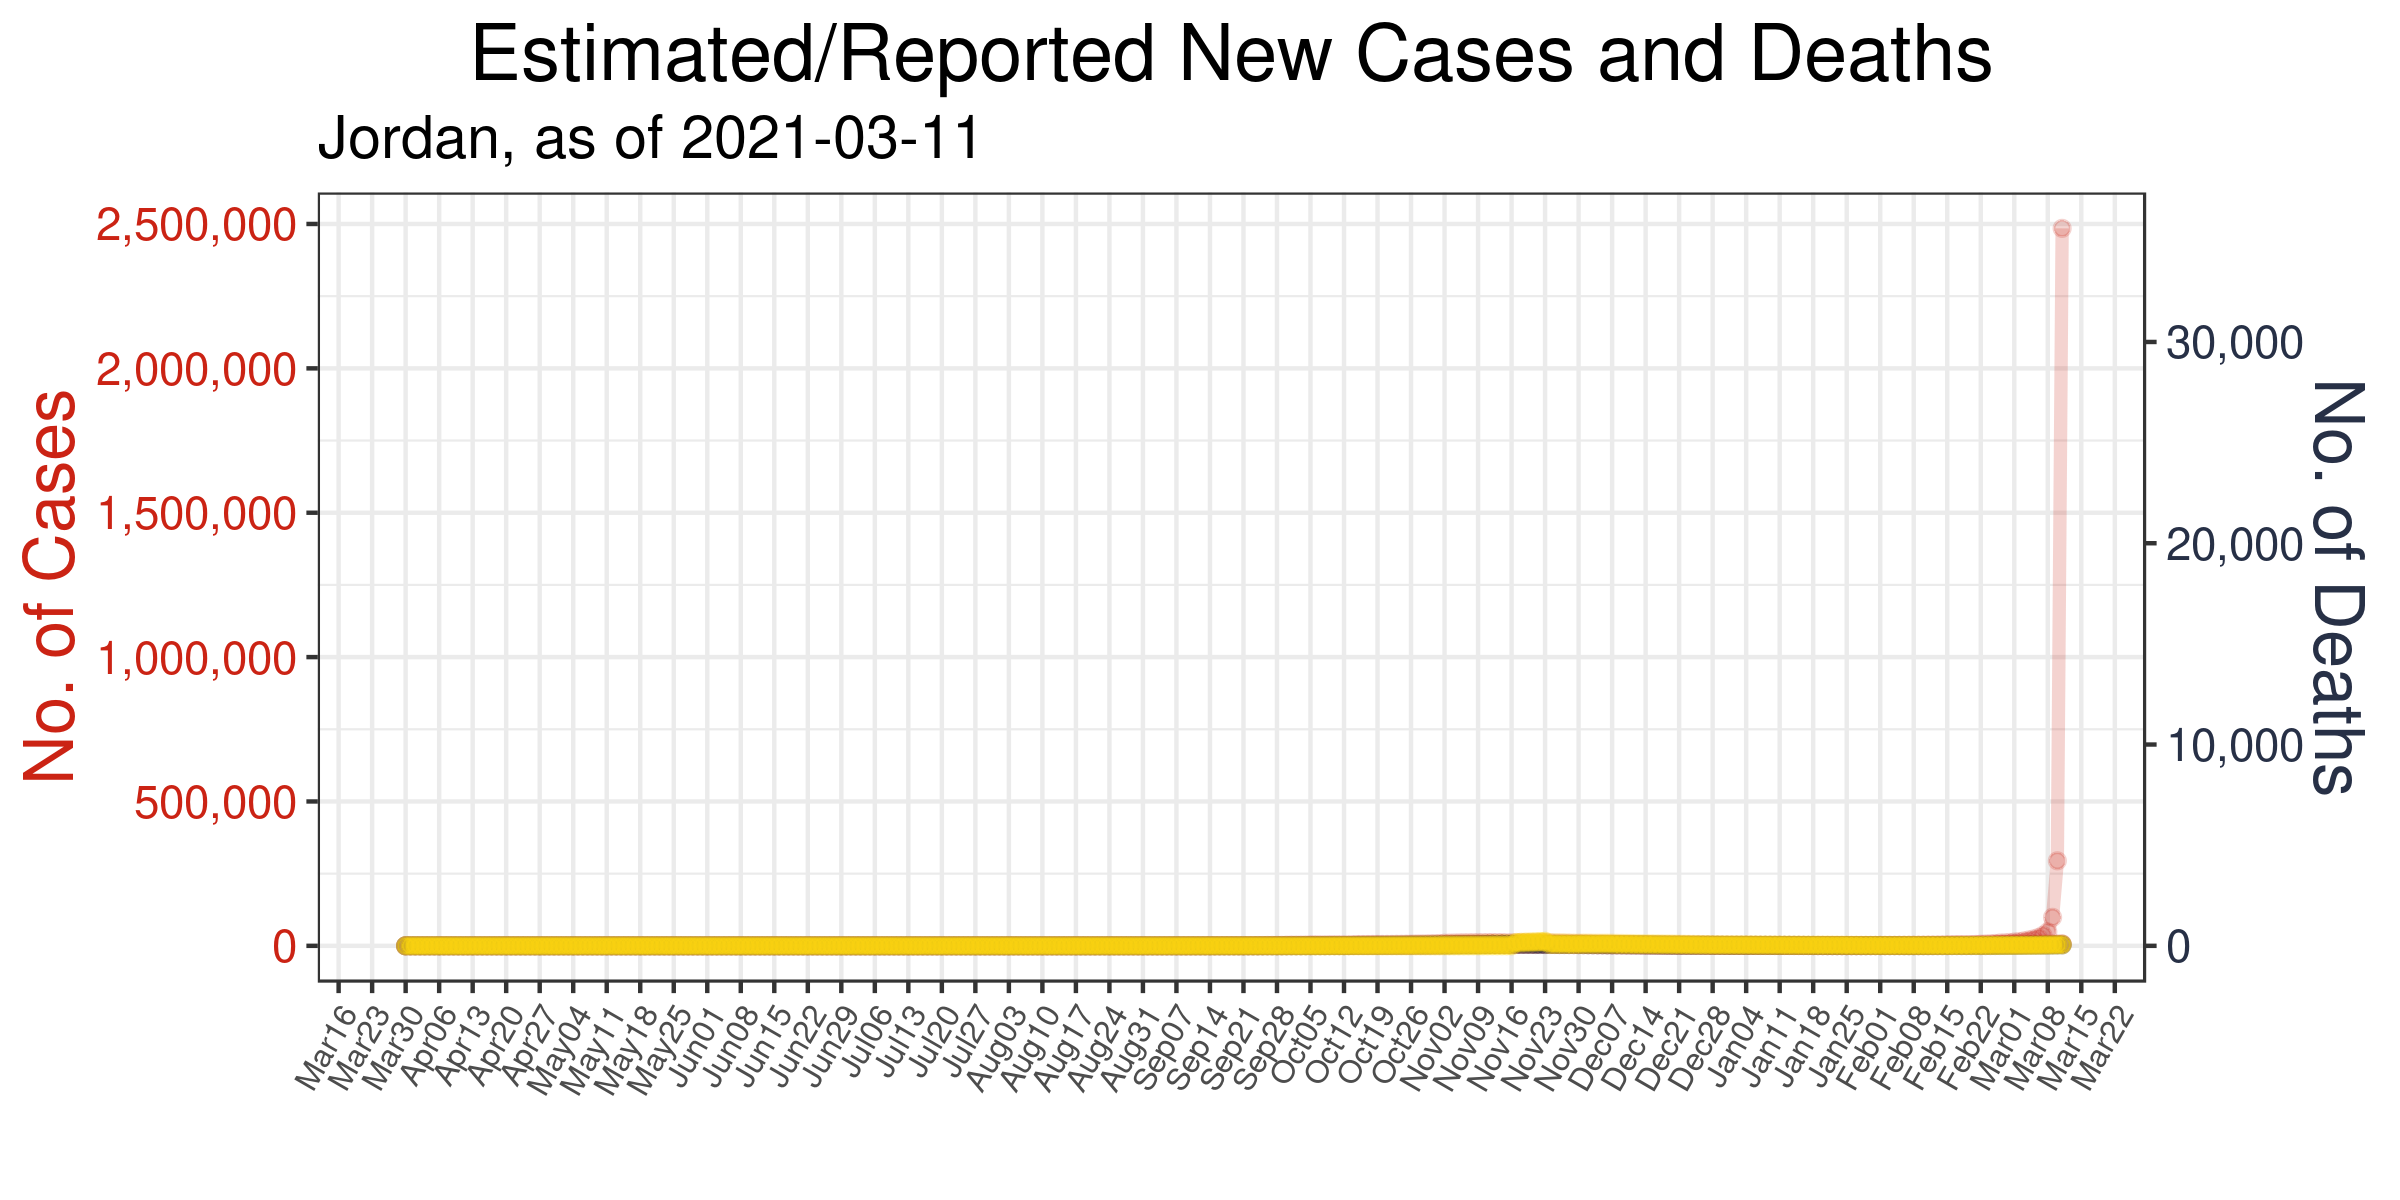 Estimated/Reported New Cases and Deaths
Jordan, as of 2021-03-11
No. of Cases
2,500,000
2,000,000
1,500,000
1,000,000
500,000
0
30,000
20,000
10,000
0
No. of Deaths
Mar16
Mar23
Mar30
Apr06
Apr13
Apr20
Apr27
May04
May11
May18
May25
Jun01
Jun08
Jun15
Jun22
Jun29
Jul06
Jul13
Jul20
Jul27
Aug03
Aug10
Aug17
Aug24
Aug31
Sep07
Sep14
Sep21
Sep28
Oct05
Oct12
Oct19
Oct26
Nov02
Nov09
Nov16
Nov23
Nov30
Dec07
Dec14
Dec21
Dec28
Jan04
Jan11
Jan18
Jan25
Feb01
Feb08
Feb15
Feb22
Mar01
Mar08
Mar15
Mar22